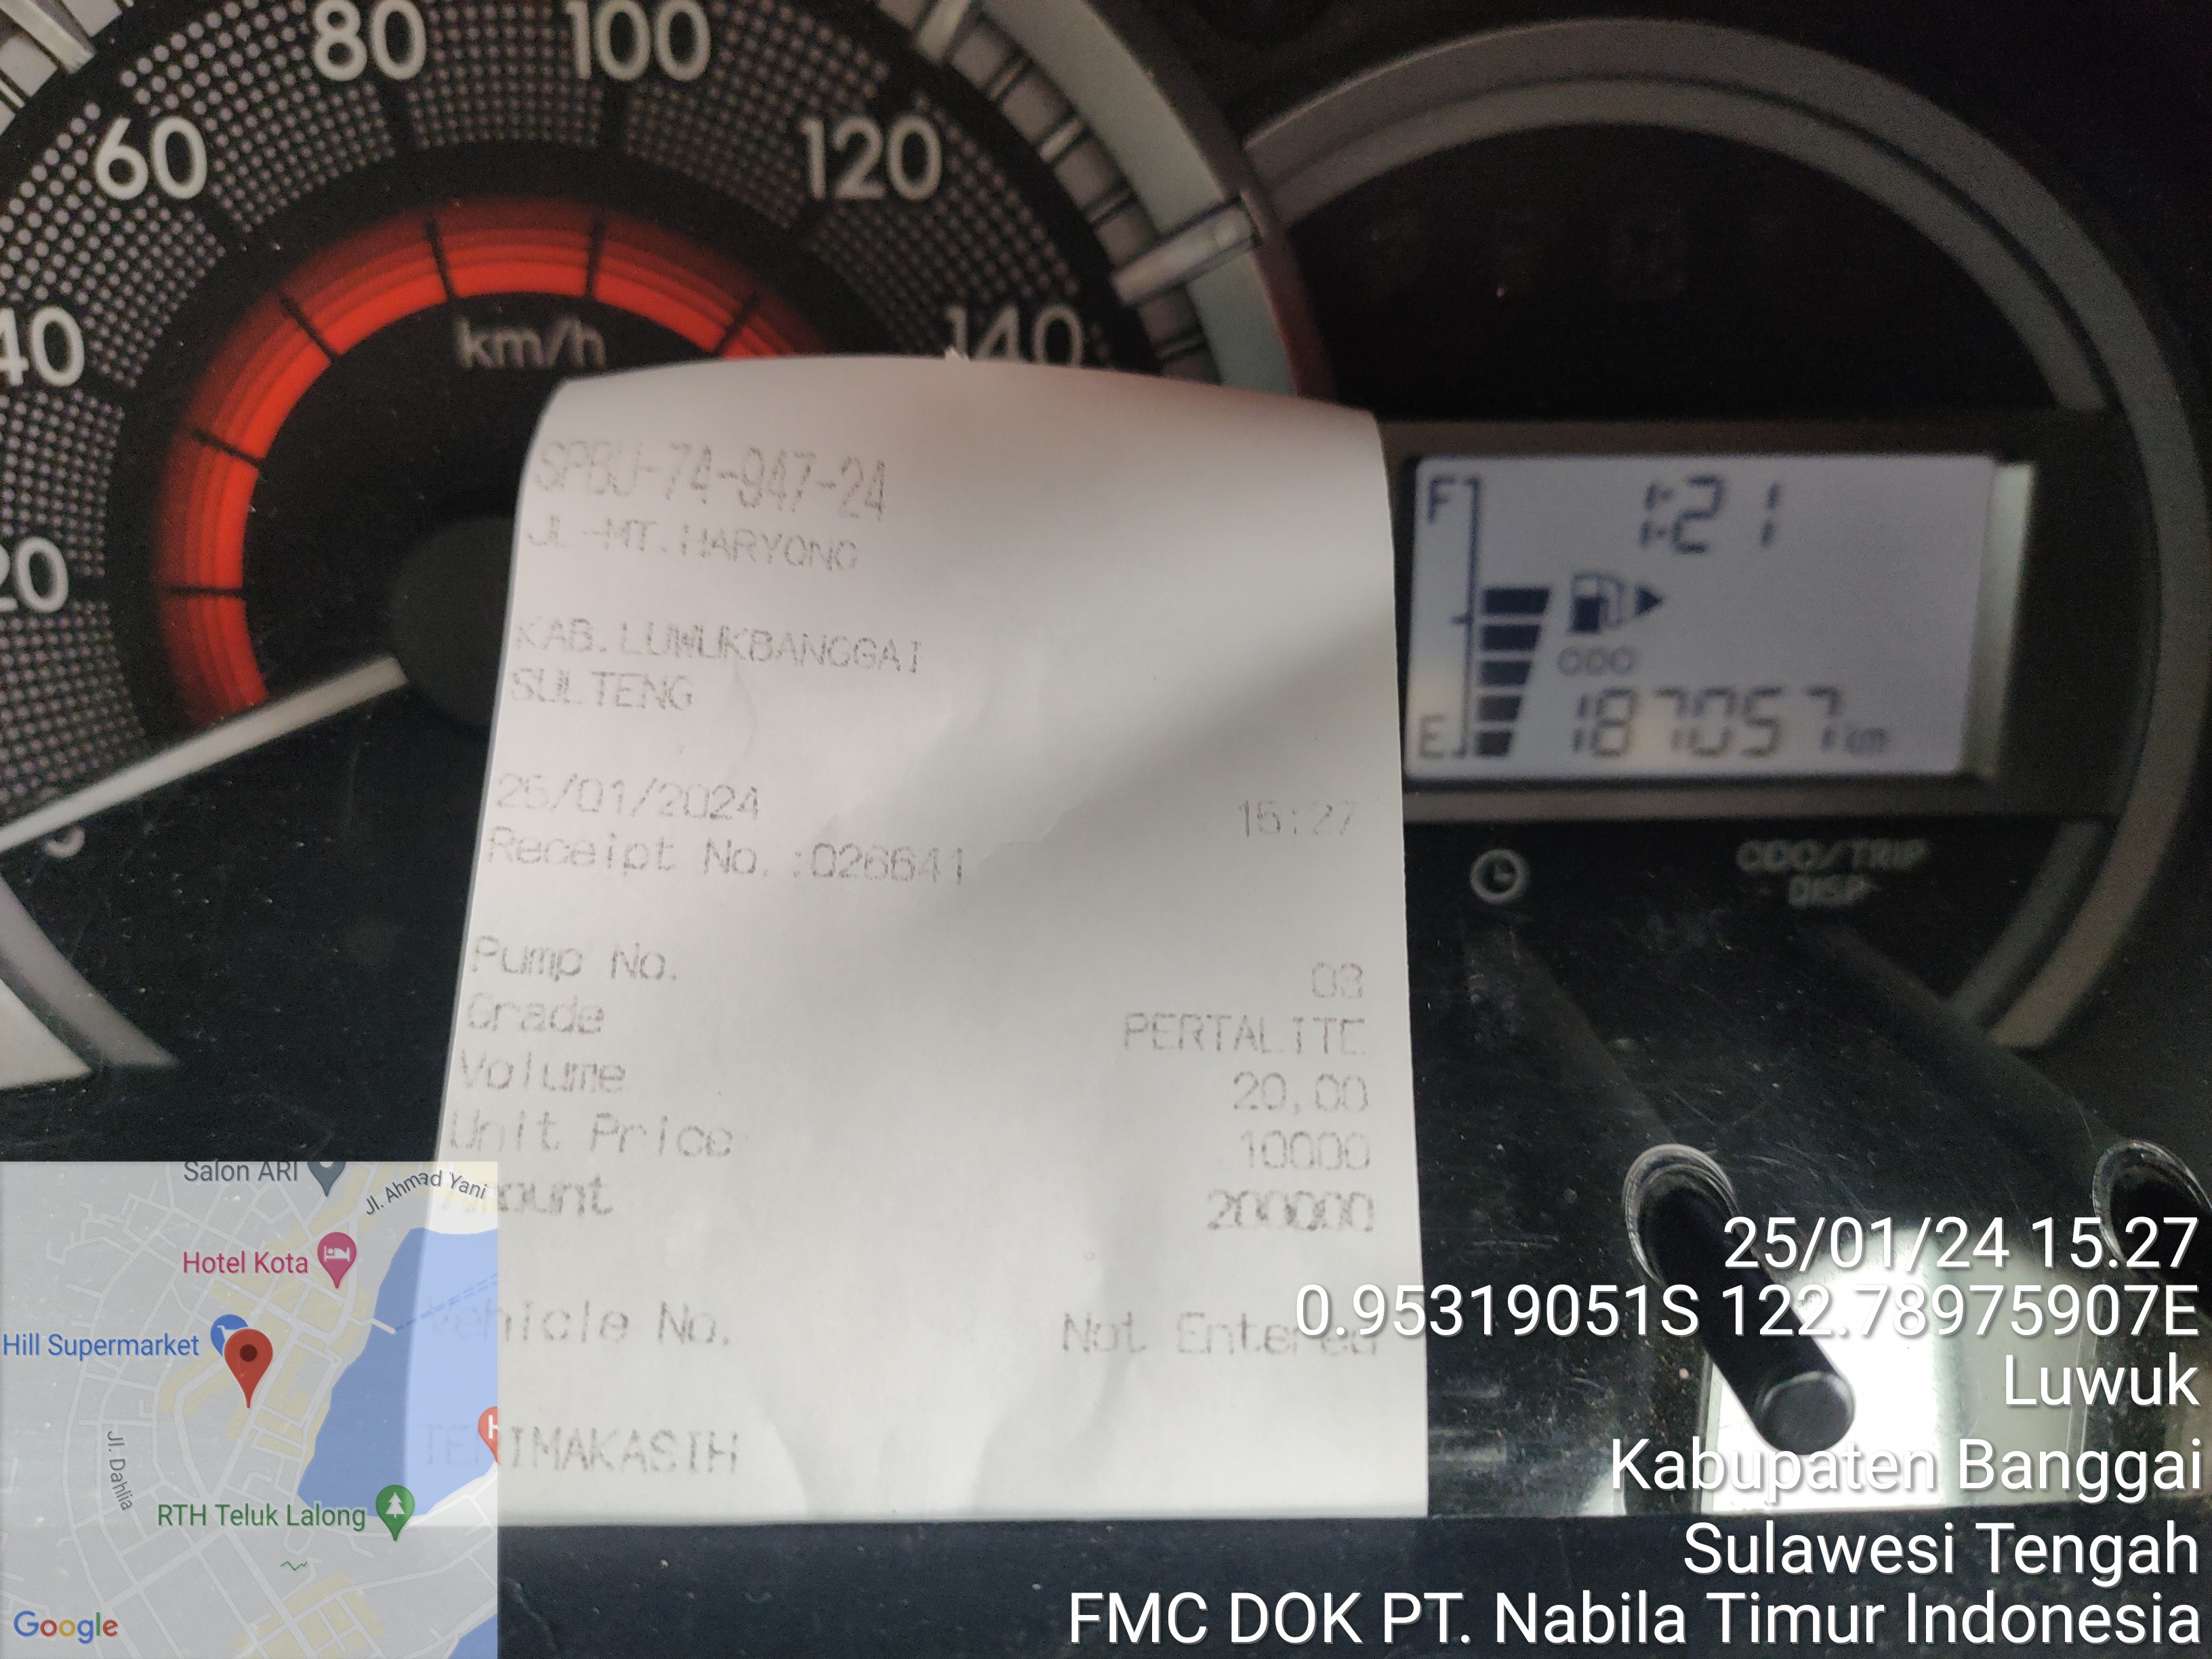 80
100
60
120
40
140
km/h
20
SPBU-74-947-24
JL-MT.HARYONO
KAB.LUWUKBANGGAI
SULTENG
25/01/2024 15:27
Receipt No.:026641
Pump No. 03
Grade PERTALITE
Volume 20,00
Unit Price 10000
Amount 200000
Vehicle No. Not Entered
TERIMAKASIH
F 1:21
ODO
E 187057 km
ODO/TRIP
DISP
Salon ARI
Jl. Ahmad Yani
Hotel Kota
Hill Supermarket
Jl. Dahlia
H
RTH Teluk Lalong
Google
25/01/24 15.27
0.95319051S 122.78975907E
Luwuk
Kabupaten Banggai
Sulawesi Tengah
FMC DOK PT. Nabila Timur Indonesia